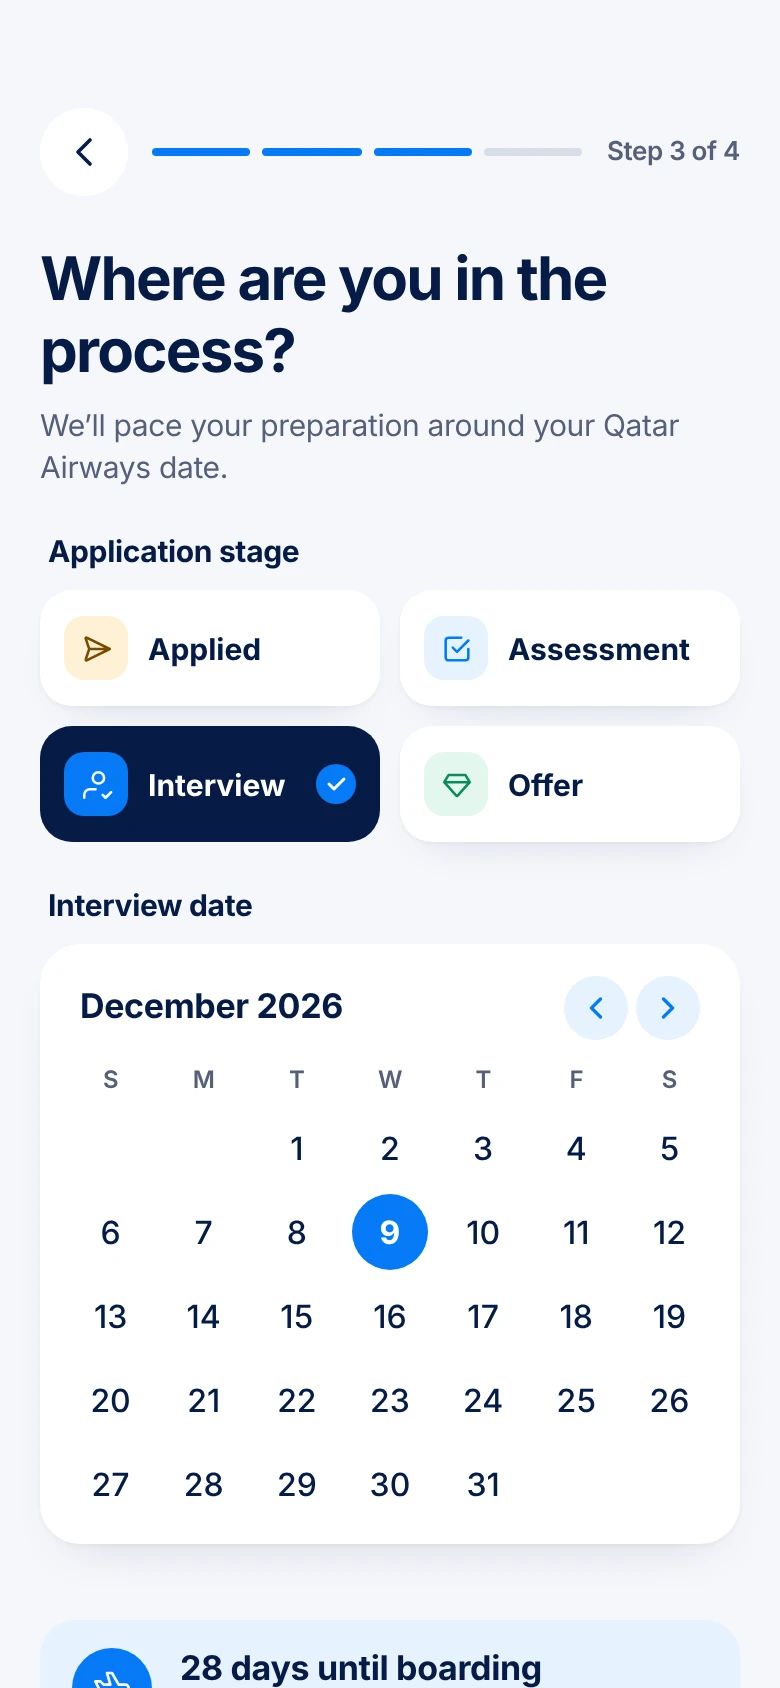 Step 3 of 4
Where are you in the
process?
We’ll pace your preparation around your Qatar
Airways date.
Application stage
Applied
Assessment
Interview
Offer
Interview date
December 2026
S M T W T F S
1 2 3 4 5
6 7 8 9 10 11 12
13 14 15 16 17 18 19
20 21 22 23 24 25 26
27 28 29 30 31
28 days until boarding